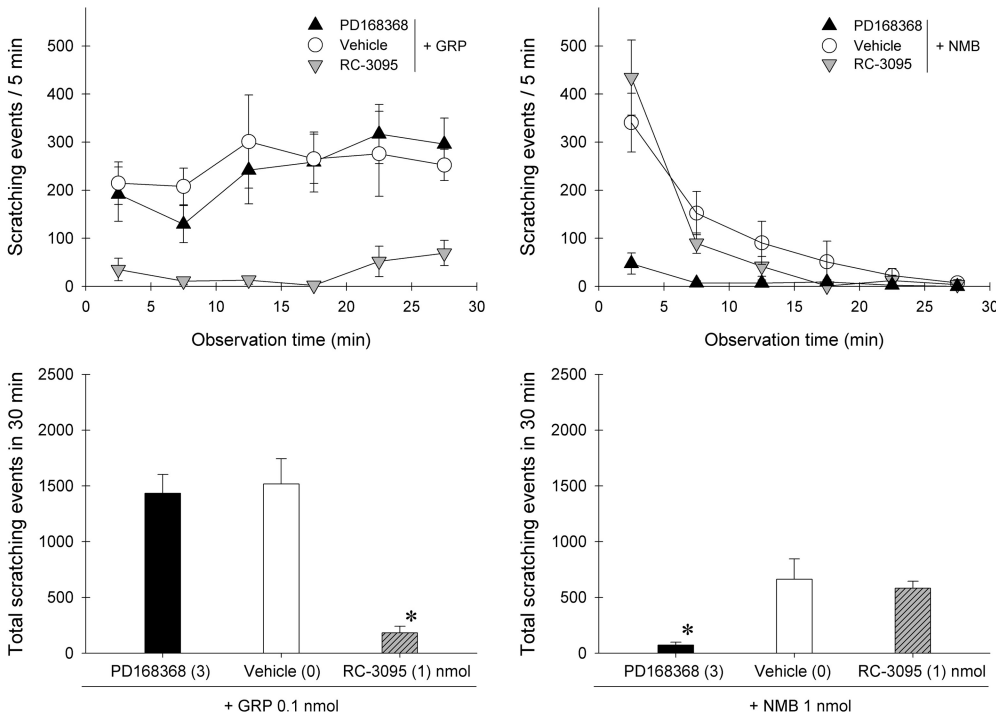 PD168368
Vehicle
RC-3095
+ GRP
Scratching events / 5 min
500
400
300
200
100
0
0 5 10 15 20 25 30
Observation time (min)
PD168368
Vehicle
RC-3095
+ NMB
Scratching events / 5 min
500
400
300
200
100
0
0 5 10 15 20 25 30
Observation time (min)
Total scratching events in 30 min
2500
2000
1500
1000
500
0
*
PD168368 (3) Vehicle (0) RC-3095 (1) nmol
+ GRP 0.1 nmol
Total scratching events in 30 min
2500
2000
1500
1000
500
0
*
PD168368 (3) Vehicle (0) RC-3095 (1) nmol
+ NMB 1 nmol